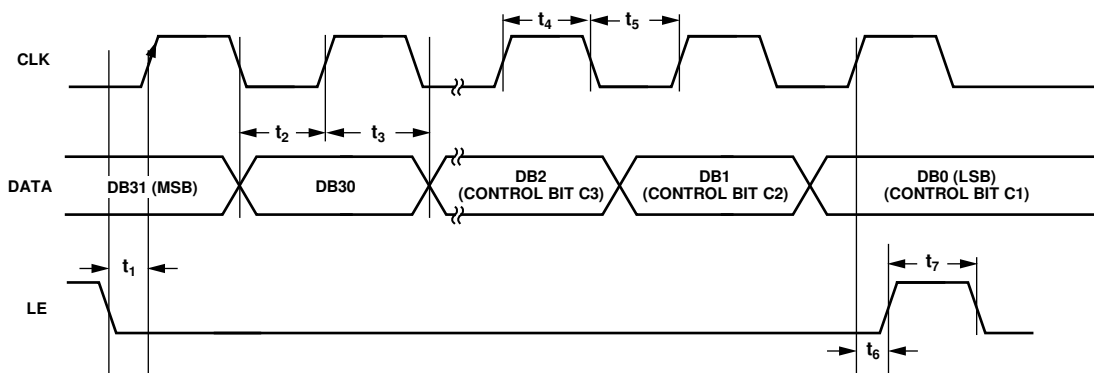 t4
t5
CLK
t2
t3
DATA
DB31 (MSB)
DB30
DB2
(CONTROL BIT C3)
DB1
(CONTROL BIT C2)
DB0 (LSB)
(CONTROL BIT C1)
t1
t7
LE
t6